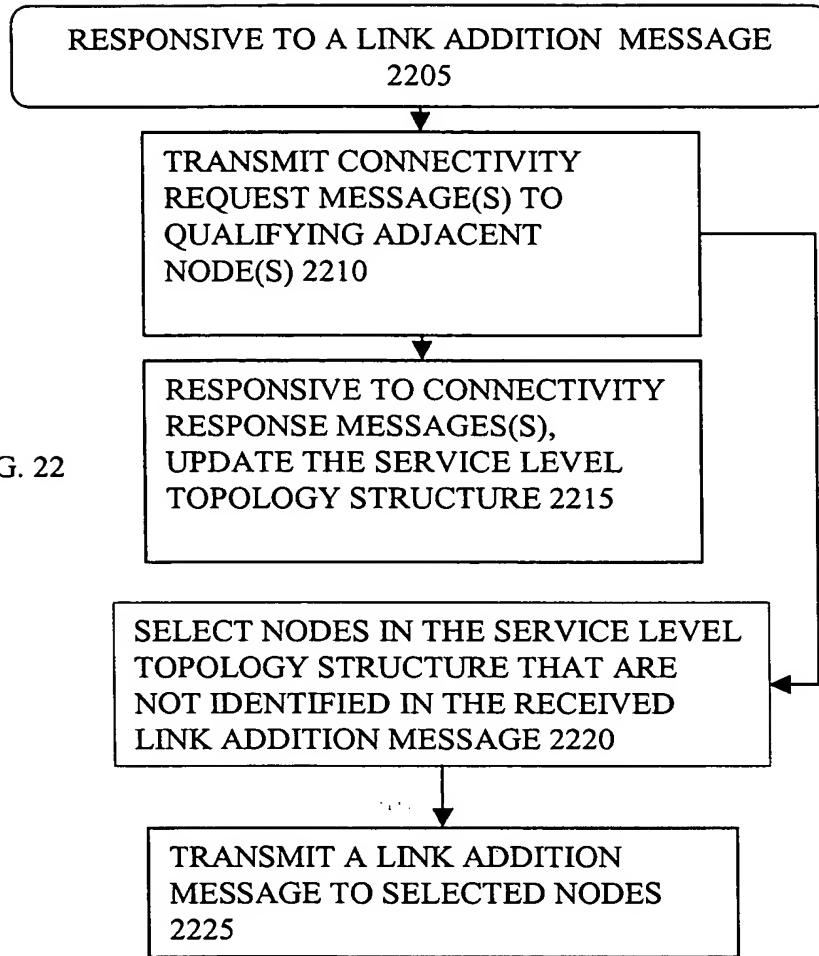 RESPONSIVE TO A LINK ADDITION MESSAGE
2205
TRANSMIT CONNECTIVITY
REQUEST MESSAGE(S) TO
QUALIFYING ADJACENT
NODE(S) 2210
RESPONSIVE TO CONNECTIVITY
RESPONSE MESSAGES(S),
UPDATE THE SERVICE LEVEL
TOPOLOGY STRUCTURE 2215
G. 22
SELECT NODES IN THE SERVICE LEVEL
TOPOLOGY STRUCTURE THAT ARE
NOT IDENTIFIED IN THE RECEIVED
LINK ADDITION MESSAGE 2220
TRANSMIT A LINK ADDITION
MESSAGE TO SELECTED NODES
2225